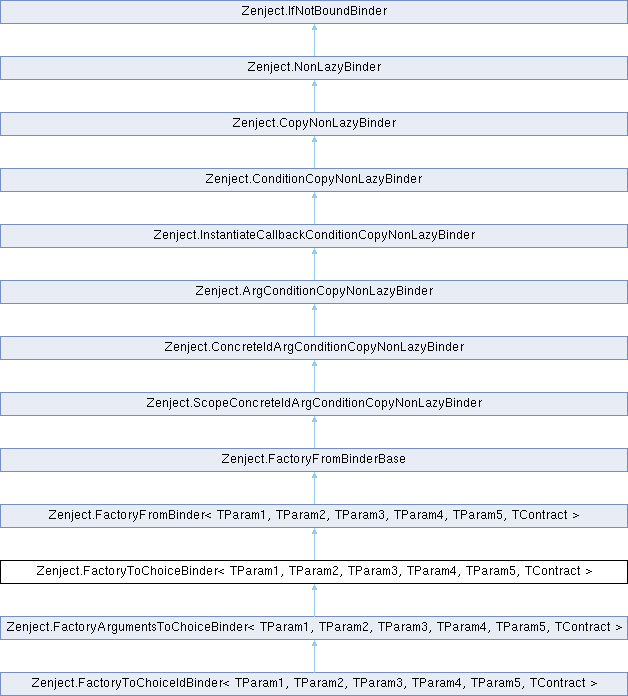 Zenject.IfNotBoundBinder
Zenject.NonLazyBinder
Zenject.CopyNonLazyBinder
Zenject.ConditionCopyNonLazyBinder
Zenject.InstantiateCallbackConditionCopyNonLazyBinder
Zenject.ArgConditionCopyNonLazyBinder
Zenject.ConcreteIdArgConditionCopyNonLazyBinder
Zenject.ScopeConcreteIdArgConditionCopyNonLazyBinder
Zenject.FactoryFromBinderBase
Zenject.FactoryFromBinder< TParam1, TParam2, TParam3, TParam4, TParam5, TContract >
Zenject.FactoryToChoiceBinder< TParam1, TParam2, TParam3, TParam4, TParam5, TContract >
Zenject.FactoryArgumentsToChoiceBinder< TParam1, TParam2, TParam3, TParam4, TParam5, TContract >
Zenject.FactoryToChoiceIdBinder< TParam1, TParam2, TParam3, TParam4, TParam5, TContract >